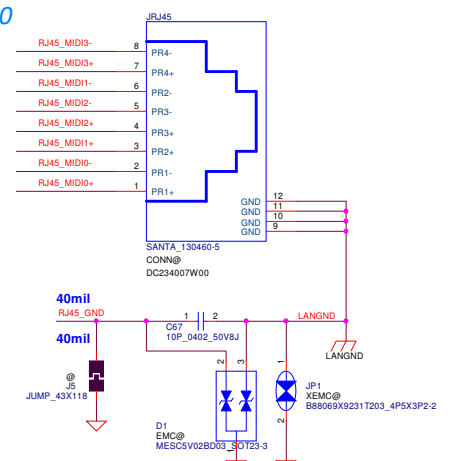 0
JRJ45
RJ45_MIDI3- 8 PR4-
RJ45_MIDI3+ 7 PR4+
RJ45_MIDI1- 6 PR2-
RJ45_MIDI2- 5 PR3-
RJ45_MIDI2+ 4 PR3+
RJ45_MIDI1+ 3 PR2+
RJ45_MIDI0- 2 PR1-
RJ45_MIDI0+ 1 PR1+
GND 12
GND 11
GND 10
GND 9
SANTA_130460-5
CONN@
DC234007W00
40mil
RJ45_GND
40mil
1 2
C67
10P_0402_50V8J
LANGND
LANGND
@
J5
JUMP_43X118
2 3
1
D1
EMC@
MESC5V02BD03_SOT23-3
1
JP1
XEMC@
B88069X9231T203_4P5X3P2-2
2